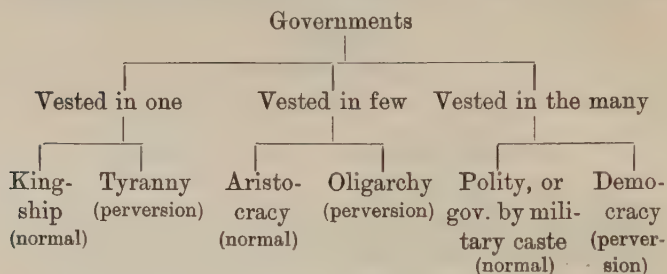 Governments
Vested in one Vested in few Vested in the many
King- Tyranny Aristo- Oligarchy Polity, or Demo-
ship (perversion) cracy (perversion) gov. by mili- cracy
(normal) (normal) tary caste (perver-
(normal) sion)